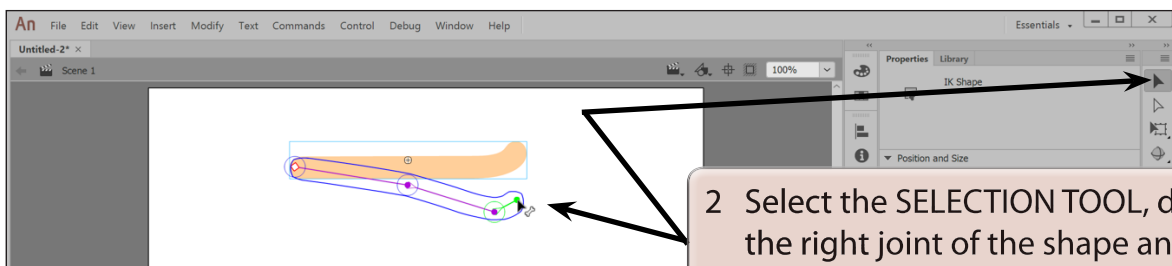 An File Edit View Insert Modify Text Commands Control Debug Window Help Essentials
Untitled-2* ×
Scene 1 100%
Properties Library
IK Shape
Position and Size
2 Select the SELECTION TOOL, d
the right joint of the shape an